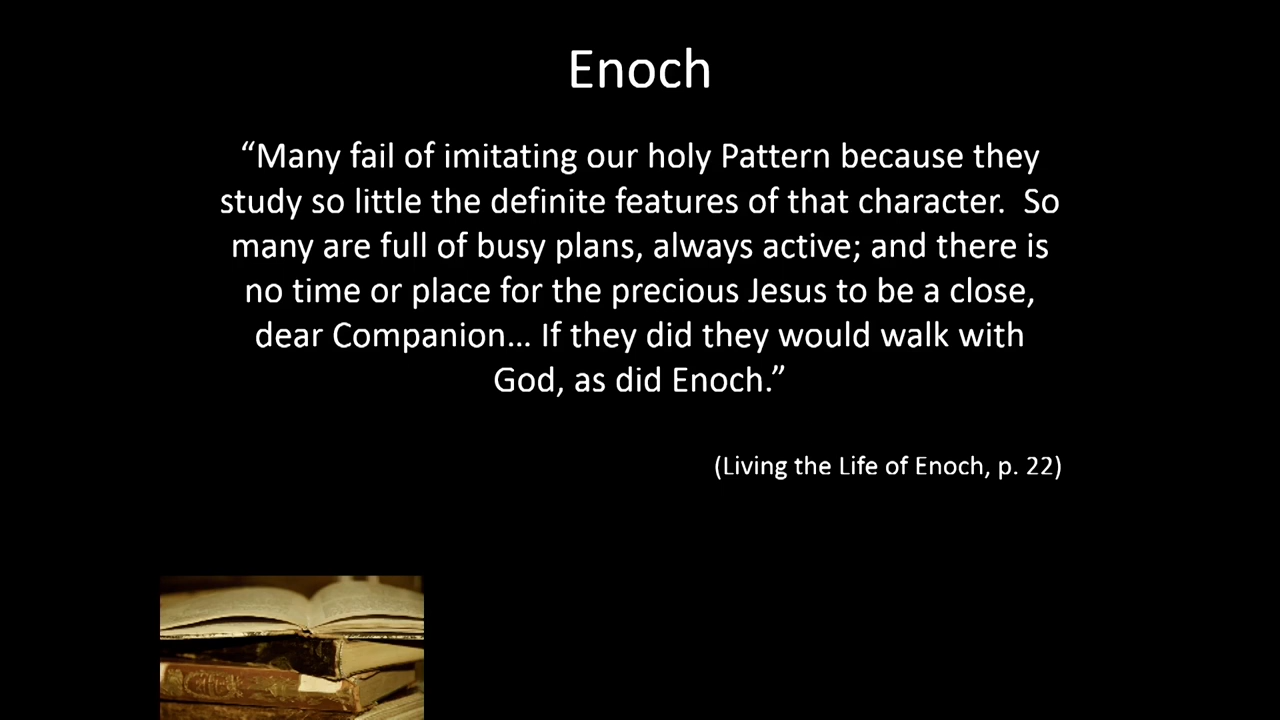 Enoch
“Many fail of imitating our holy Pattern because they
study so little the definite features of that character.  So
many are full of busy plans, always active; and there is
no time or place for the precious Jesus to be a close,
dear Companion… If they did they would walk with
God, as did Enoch.”
(Living the Life of Enoch, p. 22)